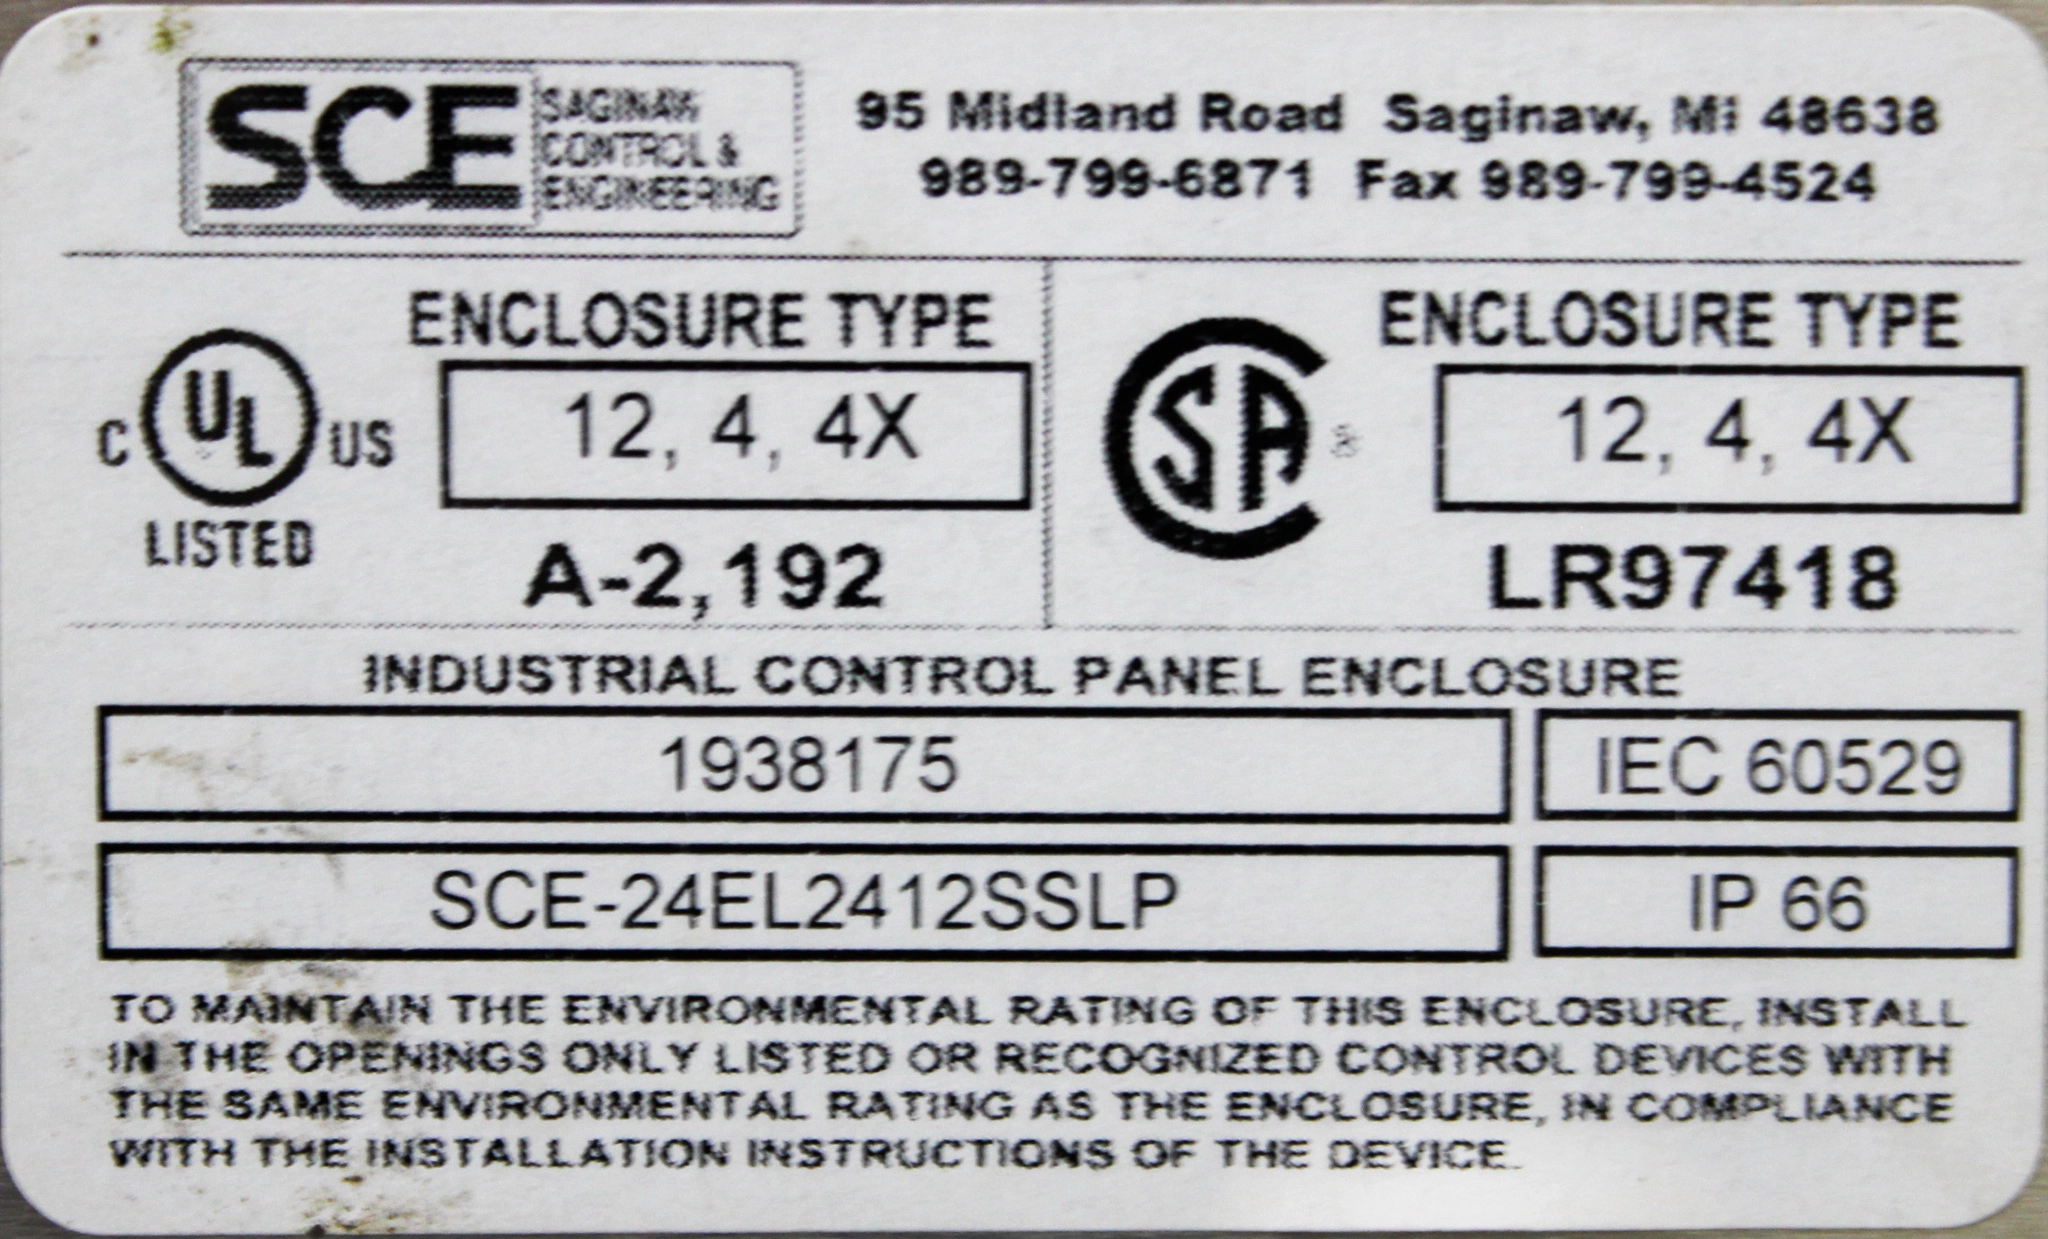 SCE SAGINAW
CONTROL &
ENGINEERING
95 Midland Road Saginaw, Mi 48638
989-799-6871 Fax 989-799-4524
C UL US
LISTED
ENCLOSURE TYPE
12, 4, 4X
A-2,192
CSA ®
ENCLOSURE TYPE
12, 4, 4X
LR97418
INDUSTRIAL CONTROL PANEL ENCLOSURE
1938175
IEC 60529
SCE-24EL2412SSLP
IP 66
TO MAINTAIN THE ENVIRONMENTAL RATING OF THIS ENCLOSURE, INSTALL
IN THE OPENINGS ONLY LISTED OR RECOGNIZED CONTROL DEVICES WITH
THE SAME ENVIRONMENTAL RATING AS THE ENCLOSURE, IN COMPLIANCE
WITH THE INSTALLATION INSTRUCTIONS OF THE DEVICE.